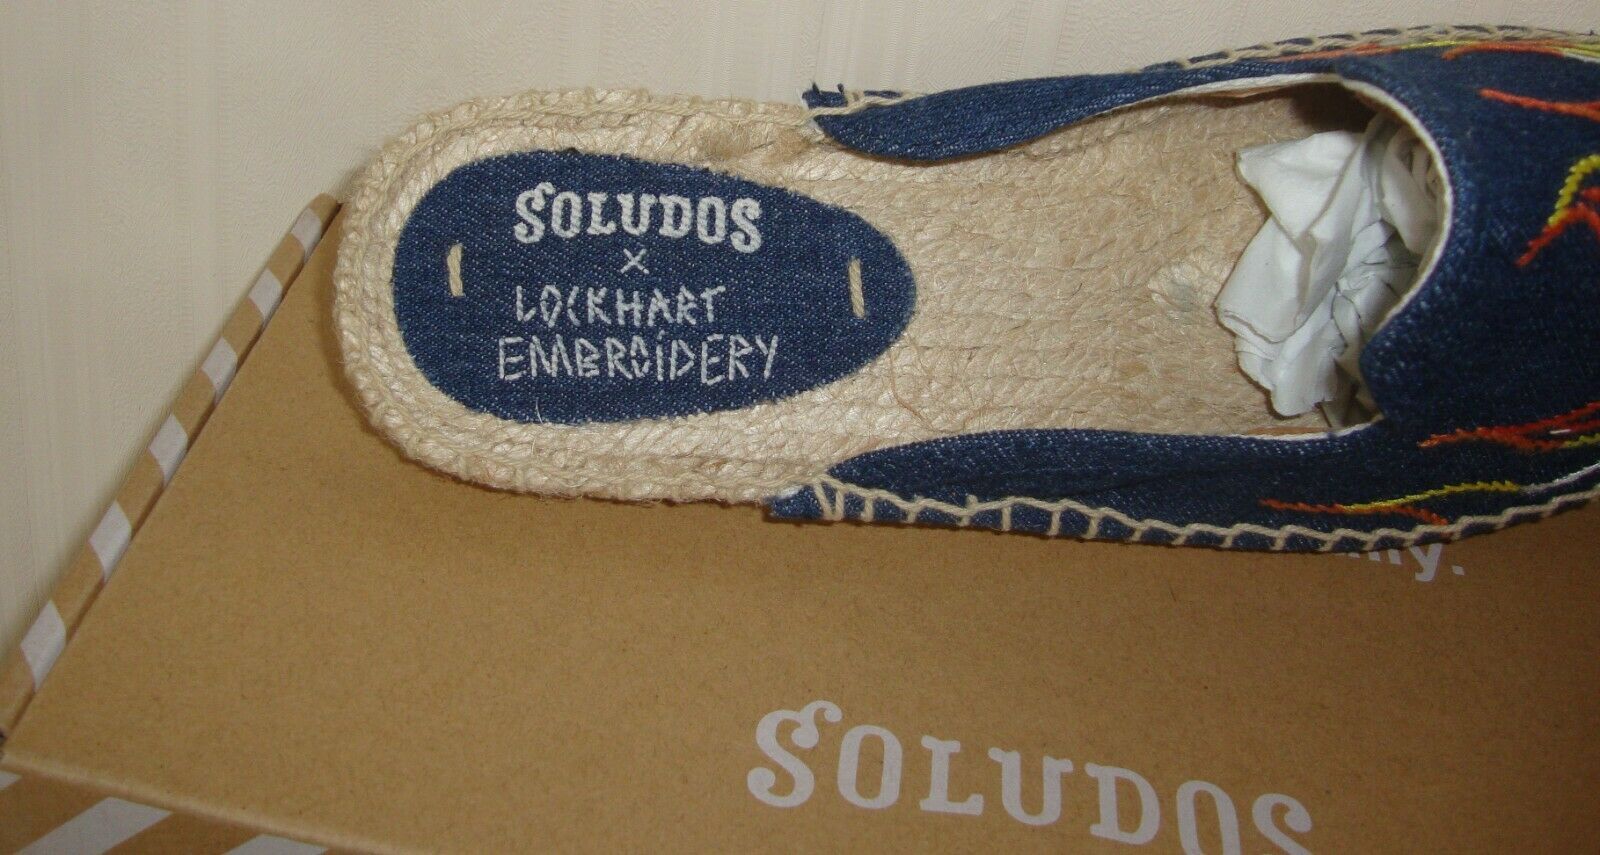 SOLUDOS
x
LOCKHART
EMBROIDERY
SOLUDOS